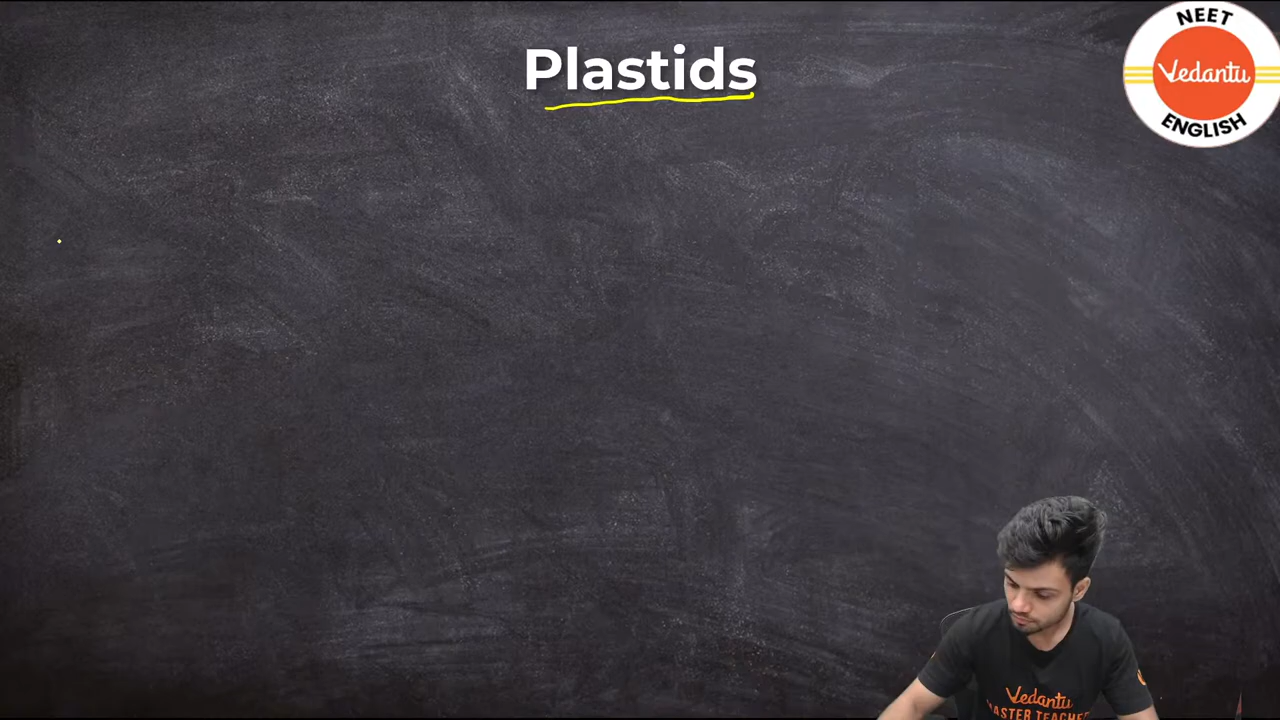 Plastids
NEET
Vedantu
ENGLISH
Vedantu
MASTER TEACHER